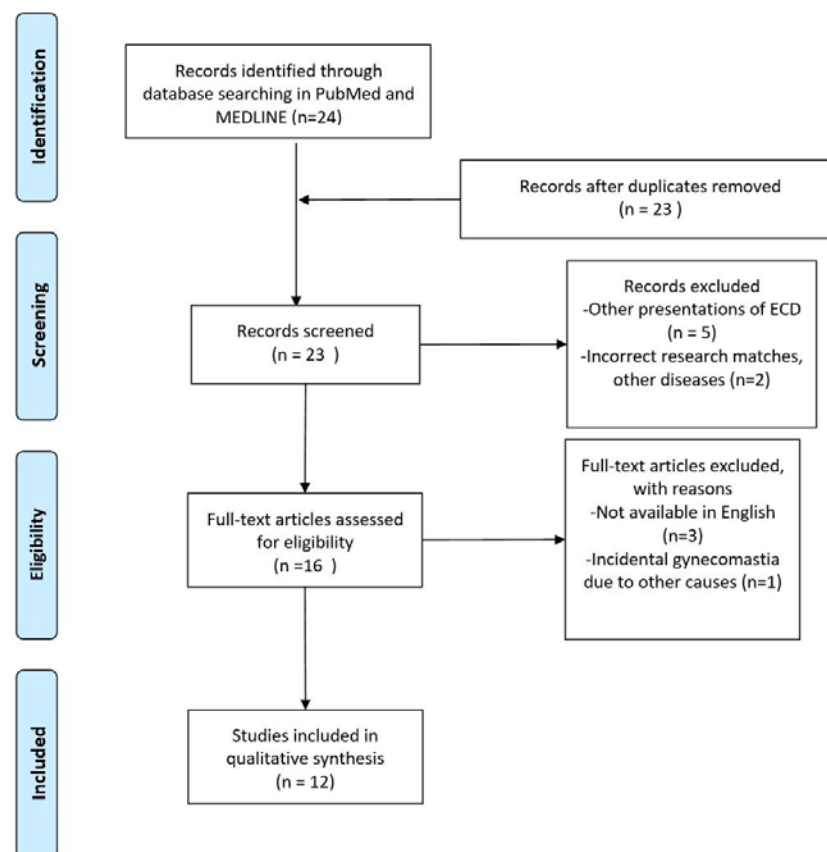 Identification
Records identified through
database searching in PubMed and
MEDLINE (n=24)
Records after duplicates removed
(n = 23 )
Screening
Records screened
(n = 23 )
Records excluded
-Other presentations of ECD
(n = 5)
-Incorrect research matches,
other diseases (n=2)
Eligibility
Full-text articles assessed
for eligibility
(n =16 )
Full-text articles excluded,
with reasons
-Not available in English
(n=3)
-Incidental gynecomastia
due to other causes (n=1)
Included
Studies included in
qualitative synthesis
(n = 12)